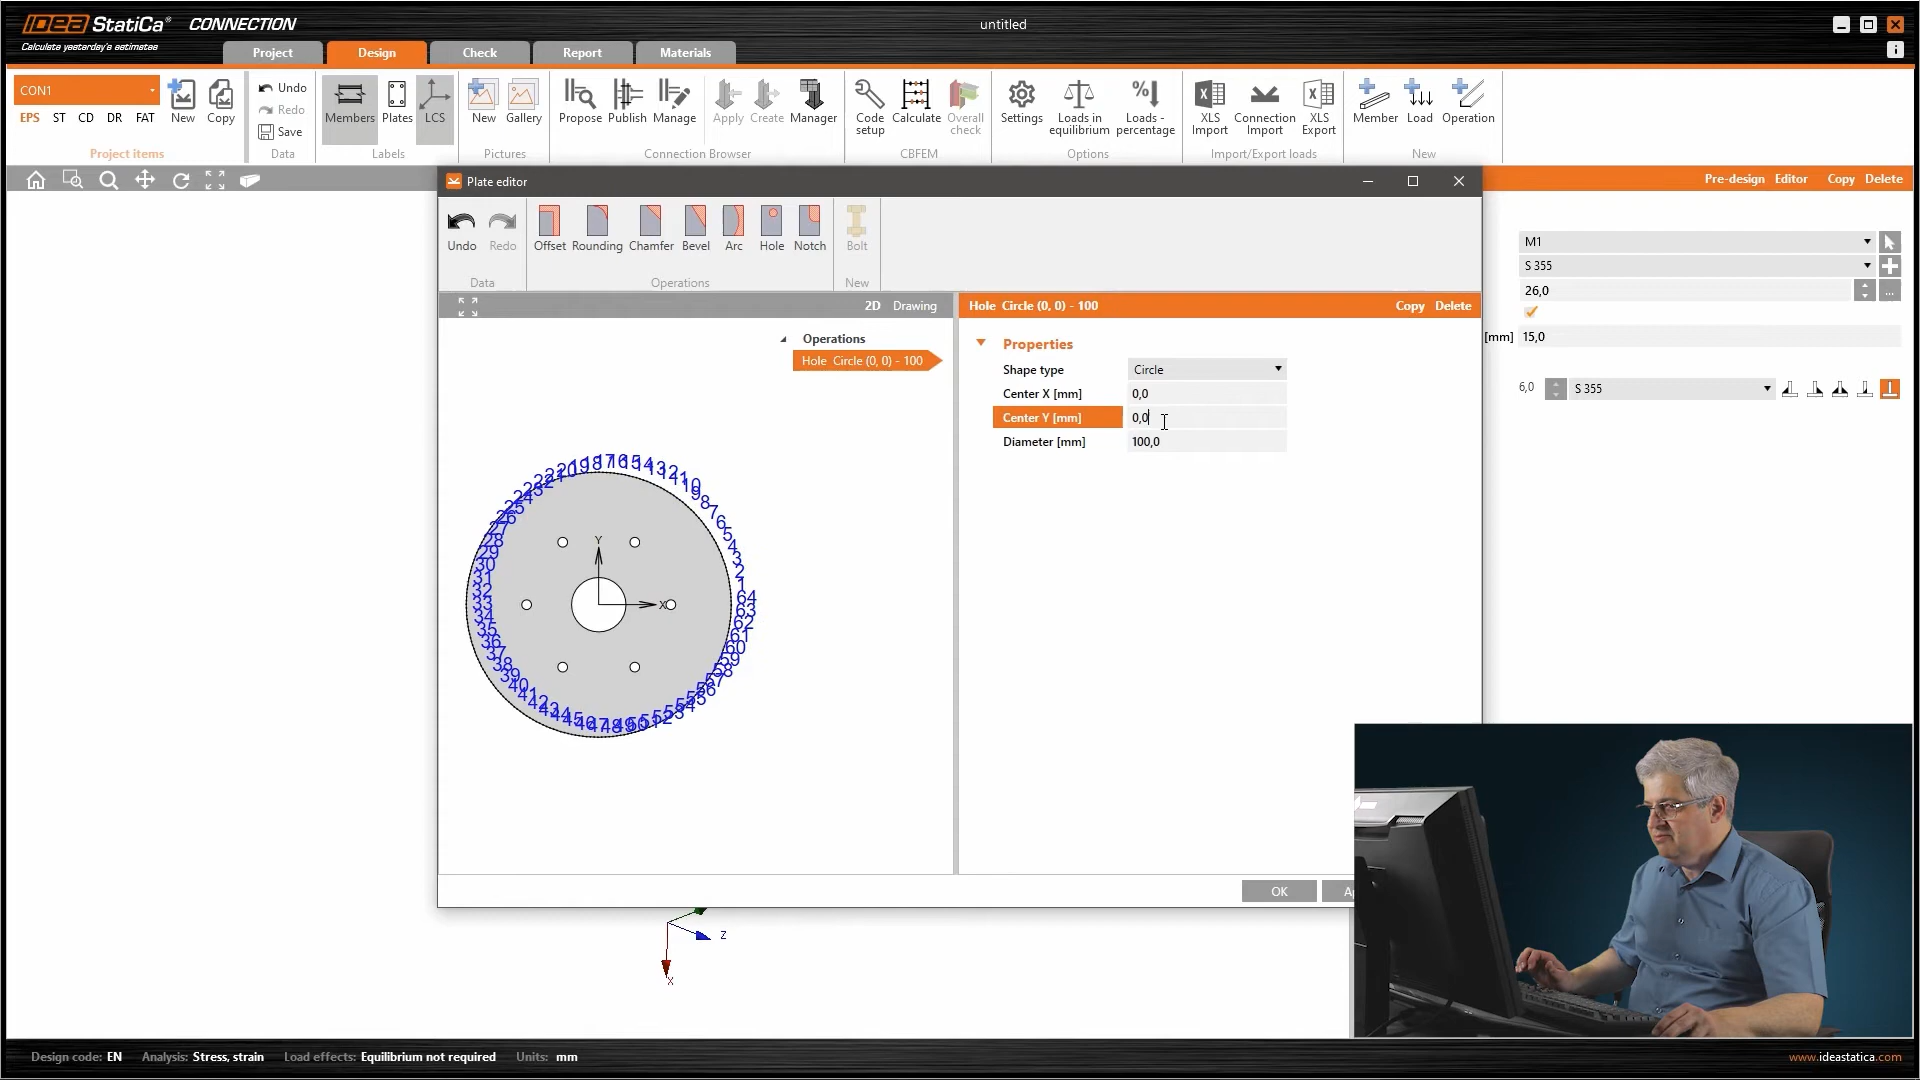 IDEA StatiCa® CONNECTION
Calculate yesterday's estimates
untitled
Project
Design
Check
Report
Materials
CON1
EPS ST CD DR FAT
New
Copy
Project items
Undo
Redo
Save
Data
Members
Plates
LCS
Labels
New
Gallery
Pictures
Propose
Publish
Manage
Apply
Create
Manager
Connection Browser
Code setup
Calculate
Overall check
CBFEM
Settings
Loads in equilibrium
Loads - percentage
Options
XLS Import
Connection Import
XLS Export
Import/Export loads
Member
Load
Operation
New
Pre-design Editor Copy Delete
Plate editor
Undo
Redo
Data
Offset
Rounding
Chamfer
Bevel
Arc
Hole
Notch
Operations
Bolt
New
2D Drawing
Operations
Hole Circle (0, 0) - 100
Hole Circle (0, 0) - 100
Copy Delete
Properties
Shape type Circle
Center X [mm] 0,0
Center Y [mm] 0,0
Diameter [mm] 100,0
M1
S 355
26,0
[mm] 15,0
6,0 S 355
Y
X
OK
Z
X
Design code: EN Analysis: Stress, strain Load effects: Equilibrium not required Units: mm
www.ideastatica.com